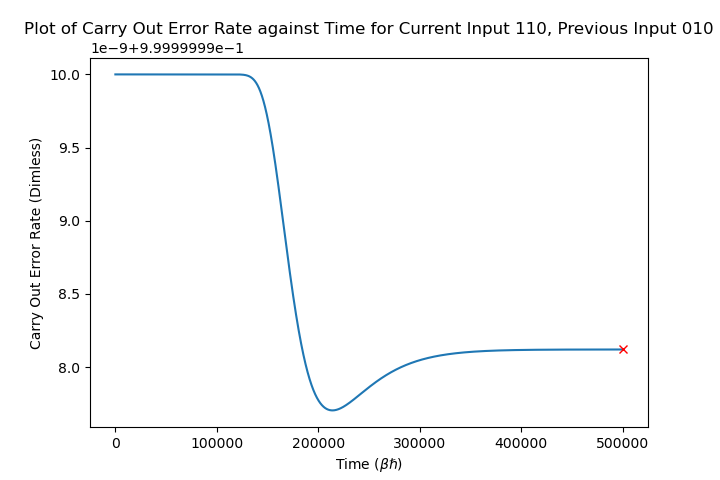 Plot of Carry Out Error Rate against Time for Current Input 110, Previous Input 010
1e−9+9.9999999e−1
10.0
9.5
9.0
8.5
8.0
Carry Out Error Rate (Dimless)
0 100000 200000 300000 400000 500000
Time (βℏ)